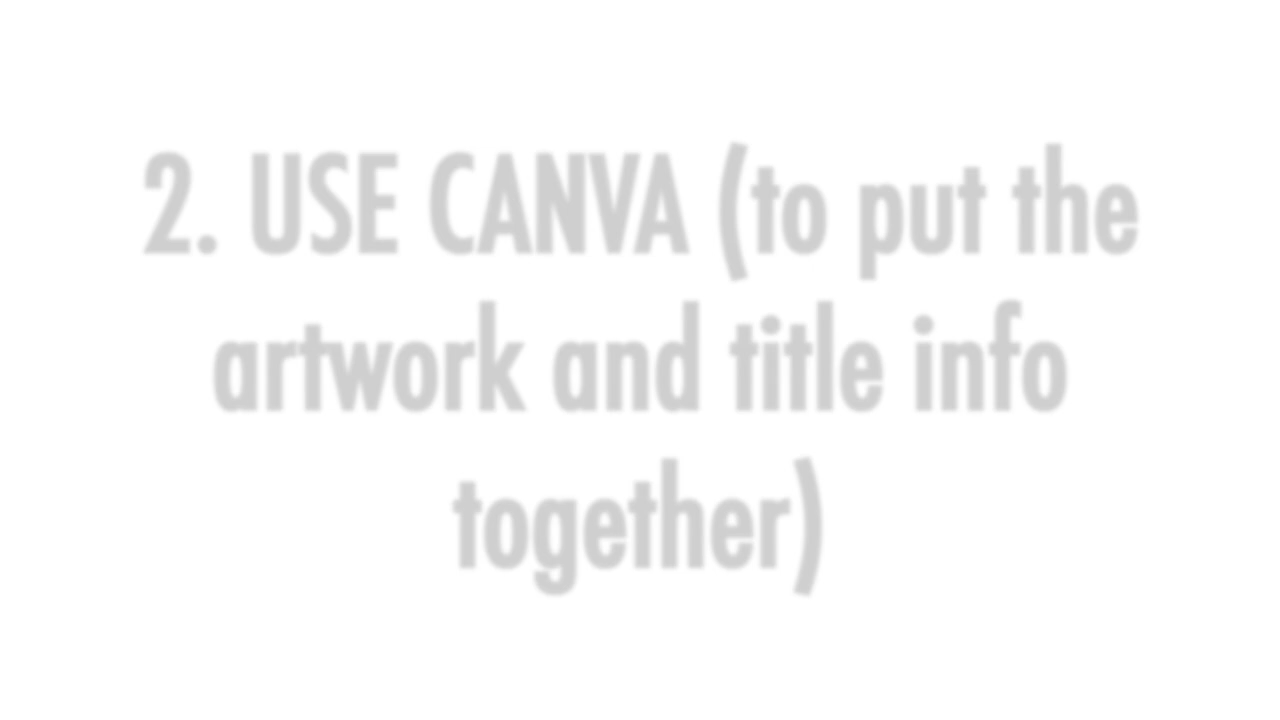 2. USE CANVA (to put the
artwork and title info
together)